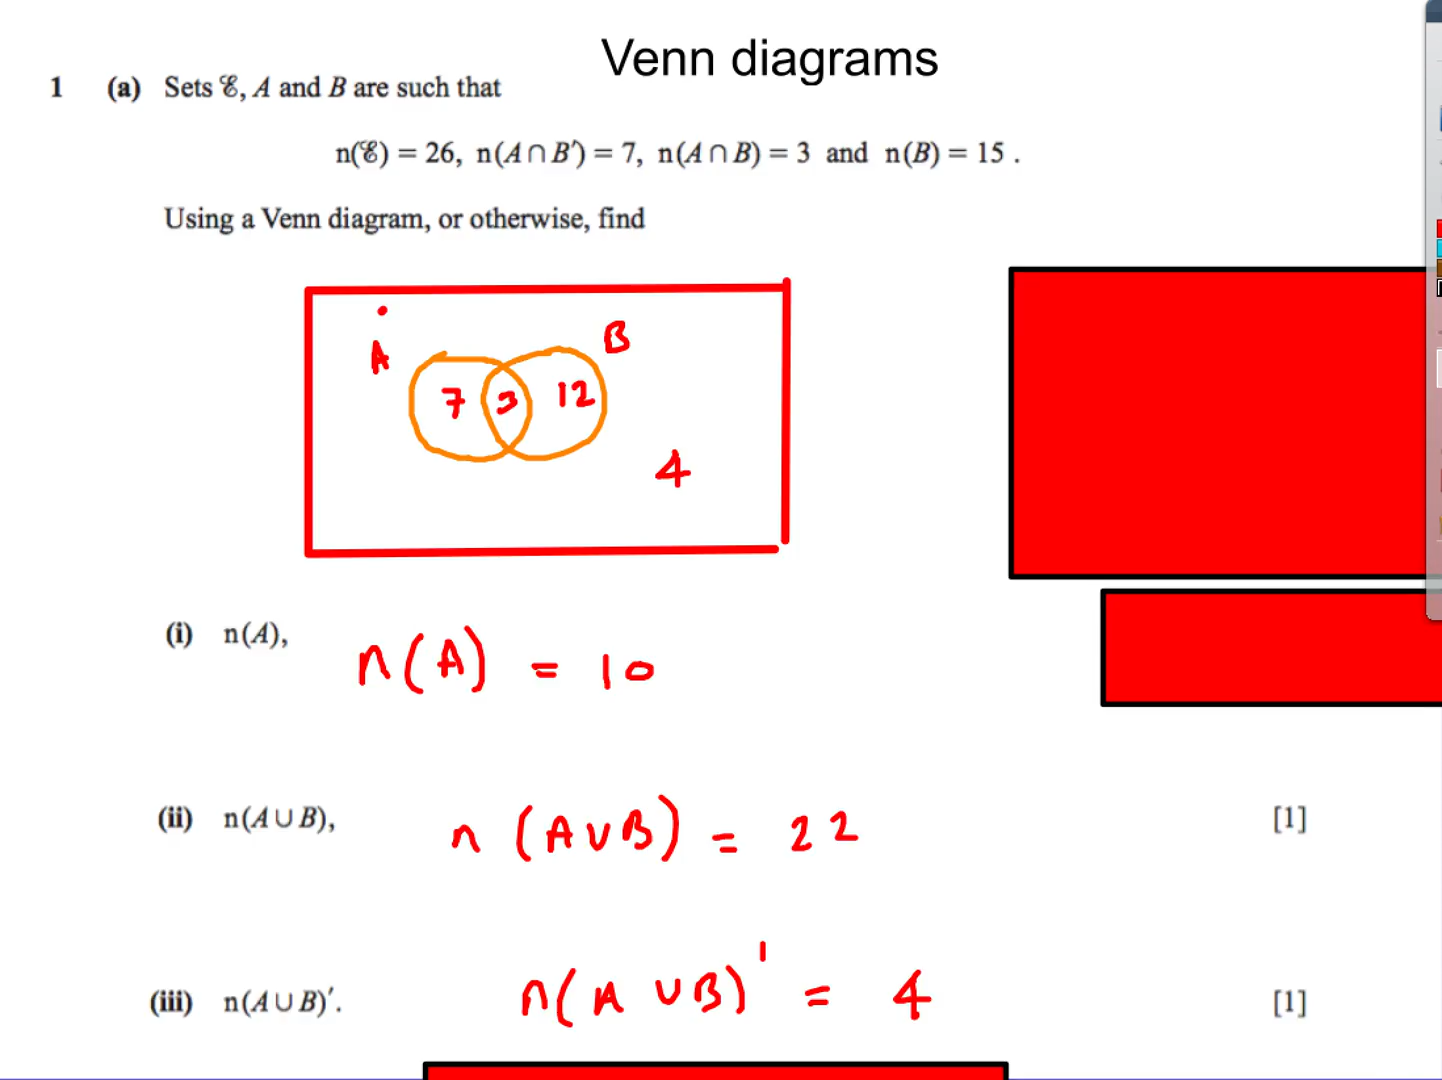 Venn diagrams
1 (a) Sets ℰ, A and B are such that
n(ℰ) = 26, n(A ∩ B′) = 7, n(A ∩ B) = 3 and n(B) = 15 .
Using a Venn diagram, or otherwise, find
A B
7 3 12
4
(i) n(A),
n(A) = 10
(ii) n(A ∪ B), n(A∪B) = 22 [1]
(iii) n(A ∪ B)′. n(A ∪B)' = 4 [1]